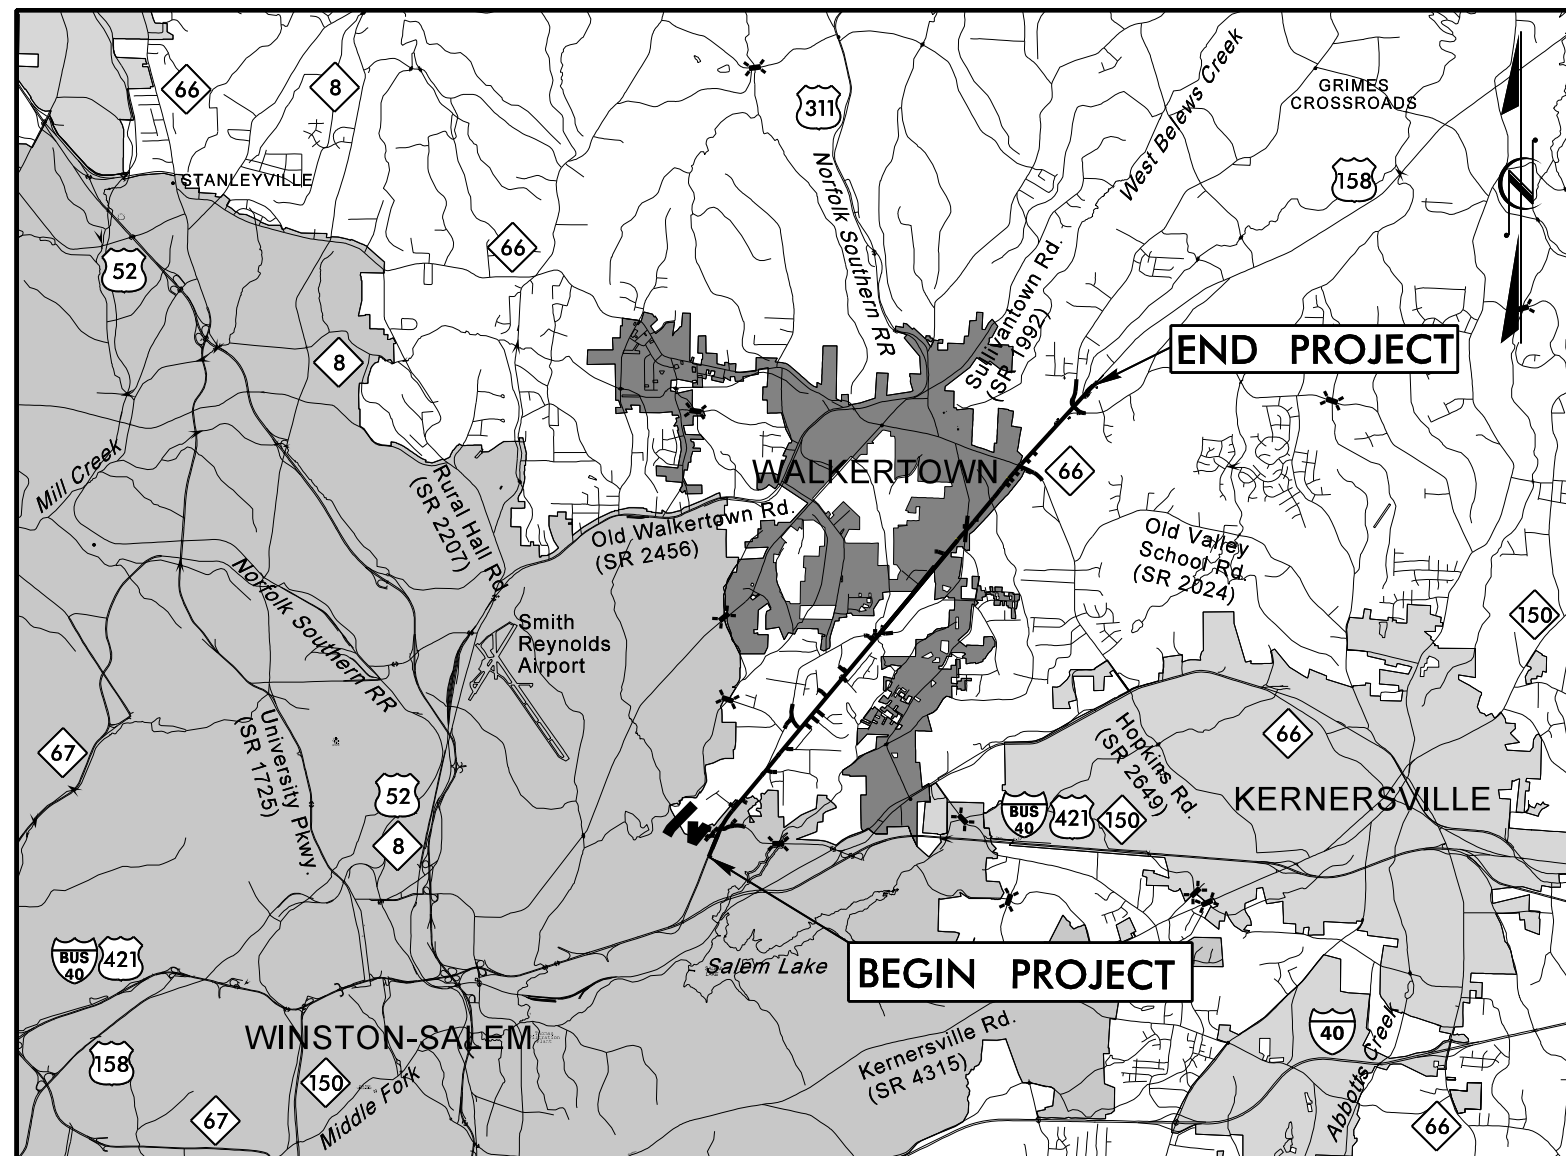 66
8
311
GRIMES
CROSSROADS
West Belews Creek
158
STANLEYVILLE
N
66
52
Norfolk Southern RR
Sullivantown Rd.
(SR 1992)
8
END PROJECT
Mill Creek
Rural Hall Rd.
(SR 2207)
WALKERTOWN
66
Old Walkertown Rd.
(SR 2456)
Old Valley
School Rd.
(SR 2024)
Norfolk Southern RR
Smith
Reynolds
Airport
150
67
University Pkwy.
(SR 1725)
52
8
Hopkins Rd.
(SR 2649)
66
KERNERSVILLE
BUS
40
421
150
BUS
40
421
Salem Lake
BEGIN PROJECT
WINSTON-SALEM
158
150
67
Middle Fork
Kernersville Rd.
(SR 4315)
40
Abbotts Creek
66